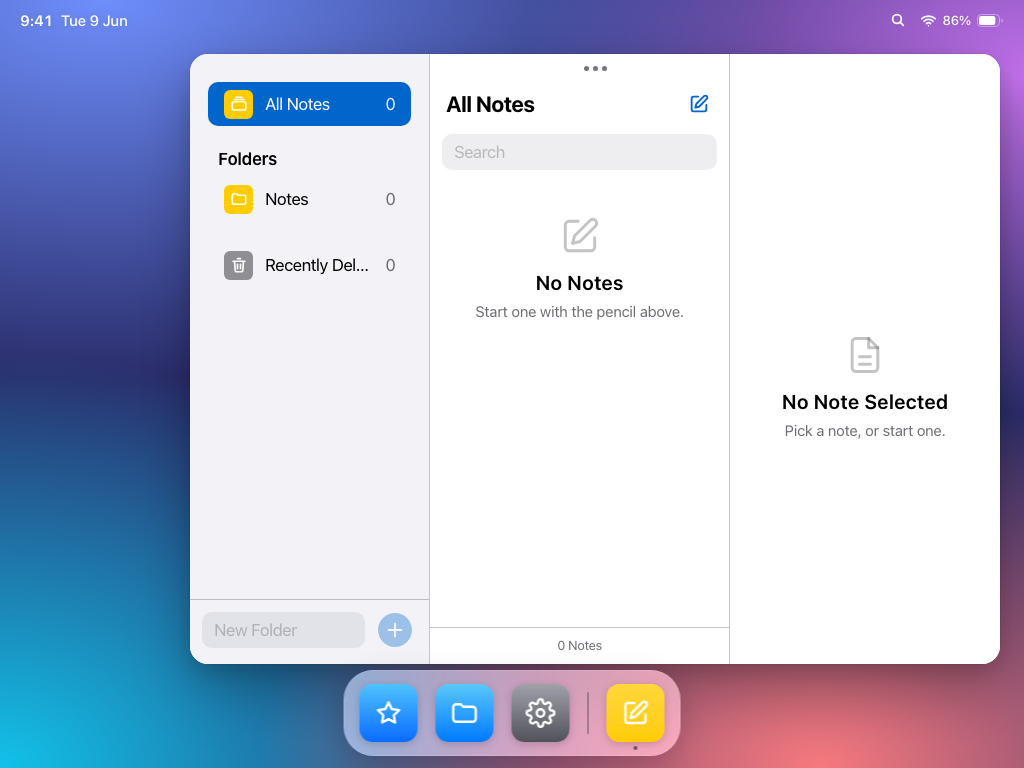 9:41 Tue 9 Jun
86%
All Notes 0
Folders
Notes 0
Recently Del... 0
New Folder
All Notes
Search
No Notes
Start one with the pencil above.
0 Notes
No Note Selected
Pick a note, or start one.